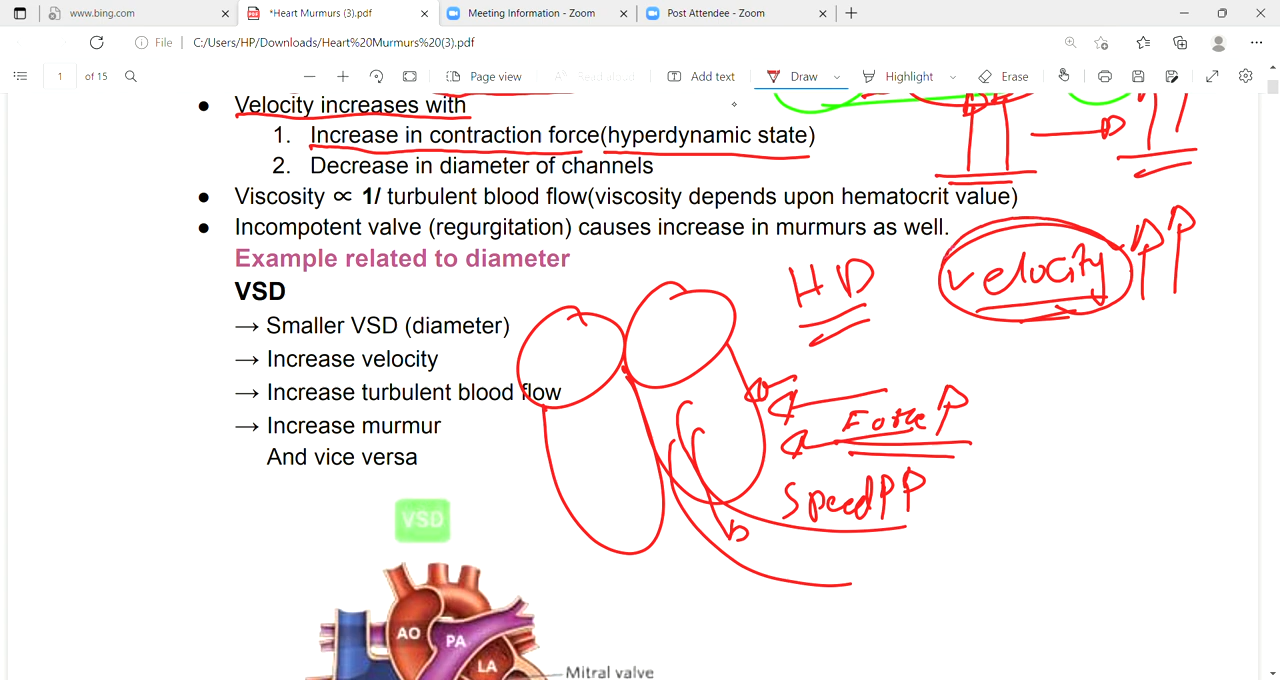 www.bing.com
*Heart Murmurs (3).pdf
Meeting Information - Zoom
Post Attendee - Zoom
File
C:/Users/HP/Downloads/Heart%20Murmurs%20(3).pdf
1 of 15
Page view
Read aloud
Add text
Draw
Highlight
Erase
● Velocity increases with
1. Increase in contraction force(hyperdynamic state)
2. Decrease in diameter of channels
● Viscosity ∝ 1/ turbulent blood flow(viscosity depends upon hematocrit value)
● Incompotent valve (regurgitation) causes increase in murmurs as well.
Example related to diameter
VSD
→ Smaller VSD (diameter)
→ Increase velocity
→ Increase turbulent blood flow
→ Increase murmur
And vice versa
HD
velocity
Force
Speed
VSD
AO
PA
LA
Mitral valve